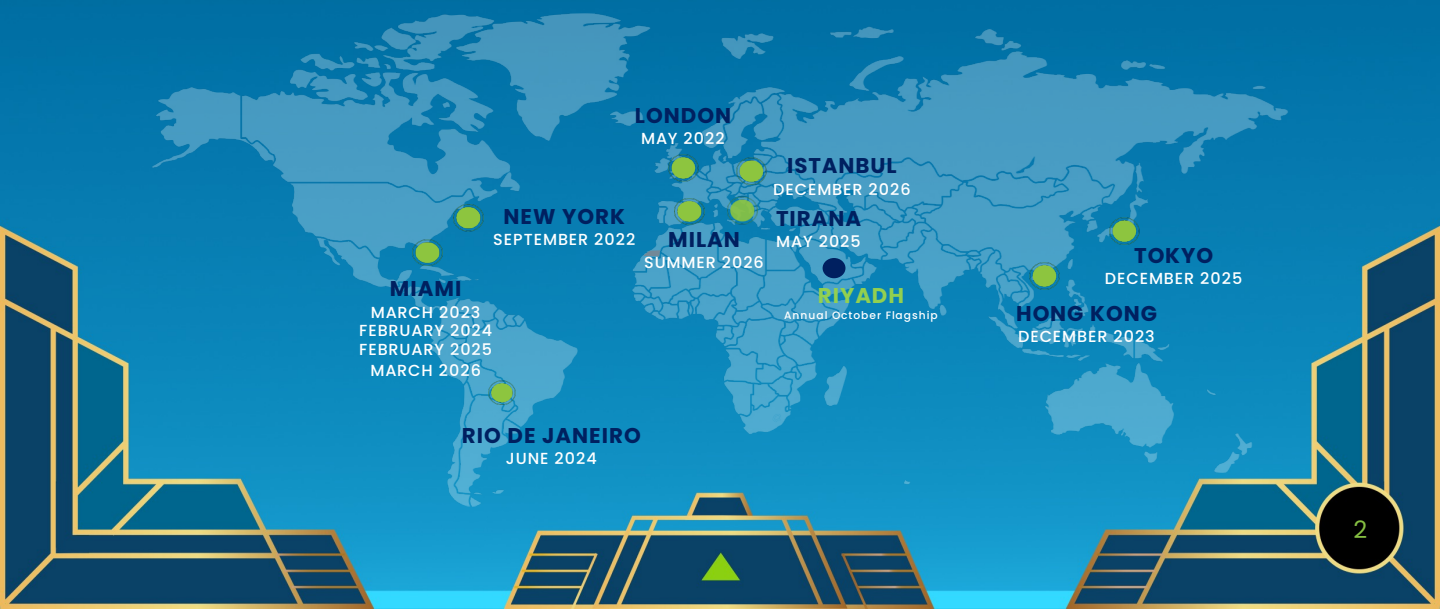 LONDON
MAY 2022
ISTANBUL
DECEMBER 2026
NEW YORK
SEPTEMBER 2022
TIRANA
MAY 2025
MILAN
SUMMER 2026
TOKYO
DECEMBER 2025
MIAMI
MARCH 2023
FEBRUARY 2024
FEBRUARY 2025
MARCH 2026
RIYADH
Annual October Flagship
HONG KONG
DECEMBER 2023
RIO DE JANEIRO
JUNE 2024
2